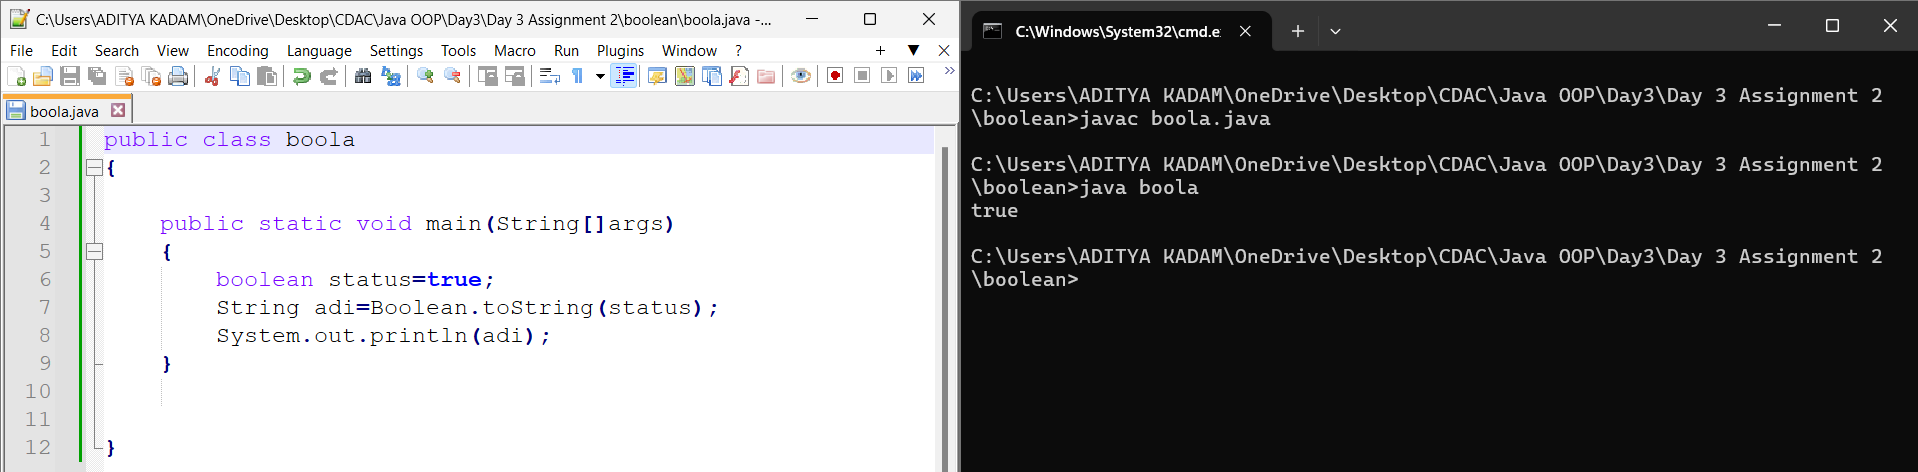 C:\Users\ADITYA KADAM\OneDrive\Desktop\CDAC\Java OOP\Day3\Day 3 Assignment 2\boolean\boola.java -...
File Edit Search View Encoding Language Settings Tools Macro Run Plugins Window ? + ▼ X
boola.java
1 public class boola
2 {
3
4 public static void main(String[]args)
5 {
6 boolean status=true;
7 String adi=Boolean.toString(status);
8 System.out.println(adi);
9 }
10
11
12 }
C:\Windows\System32\cmd.e
C:\Users\ADITYA KADAM\OneDrive\Desktop\CDAC\Java OOP\Day3\Day 3 Assignment 2
\boolean>javac boola.java
C:\Users\ADITYA KADAM\OneDrive\Desktop\CDAC\Java OOP\Day3\Day 3 Assignment 2
\boolean>java boola
true
C:\Users\ADITYA KADAM\OneDrive\Desktop\CDAC\Java OOP\Day3\Day 3 Assignment 2
\boolean>